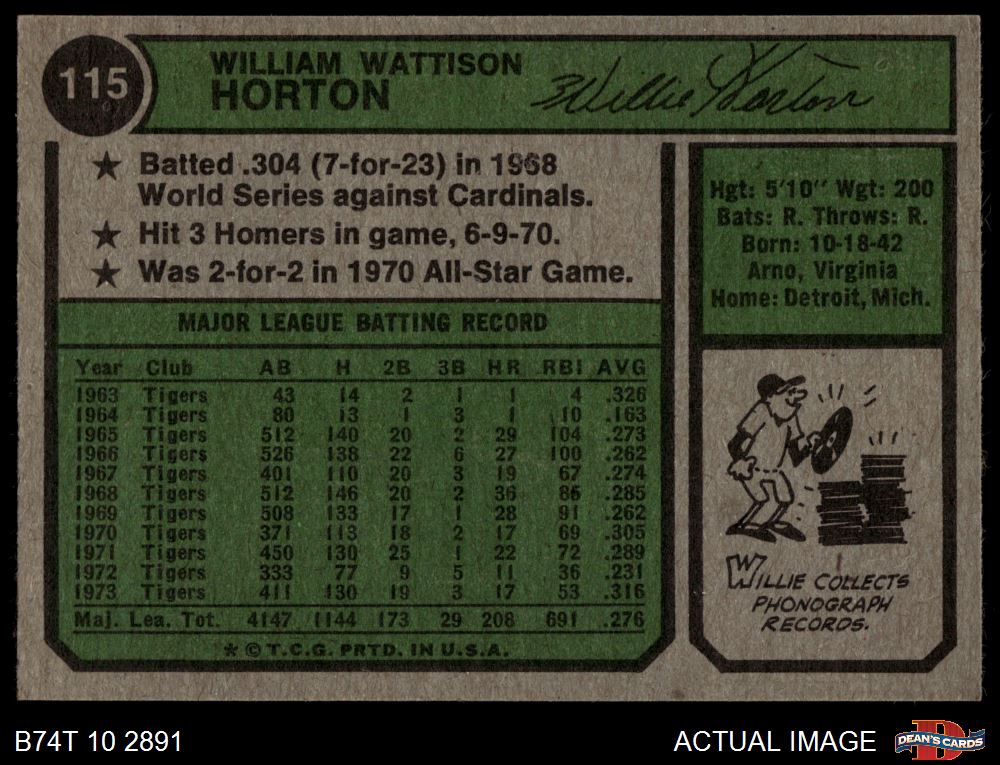 115
WILLIAM WATTISON
HORTON
Willie Horton
★ Batted .304 (7-for-23) in 1968
World Series against Cardinals.
★ Hit 3 Homers in game, 6-9-70.
★ Was 2-for-2 in 1970 All-Star Game.
MAJOR LEAGUE BATTING RECORD
Year Club AB H 2B 3B HR RBI AVG
1963 Tigers 43 14 2 1 1 4 .326
1964 Tigers 80 13 1 3 1 10 .163
1965 Tigers 512 140 20 2 29 104 .273
1966 Tigers 526 138 22 6 27 100 .262
1967 Tigers 401 110 20 3 19 67 .274
1968 Tigers 512 146 20 2 36 85 .285
1969 Tigers 508 133 17 1 28 91 .262
1970 Tigers 371 113 18 2 17 69 .305
1971 Tigers 450 130 25 1 22 72 .289
1972 Tigers 333 77 9 5 11 36 .231
1973 Tigers 411 130 19 3 17 53 .316
Maj. Lea. Tot. 4147 1144 173 29 208 691 .276
★ © T.C.G. PRTD. IN U.S.A.
Hgt: 5'10" Wgt: 200
Bats: R. Throws: R.
Born: 10-18-42
Arno, Virginia
Home: Detroit, Mich.
WILLIE COLLECTS
PHONOGRAPH
RECORDS.
B74T 10 2891
ACTUAL IMAGE
DEAN'S CARDS